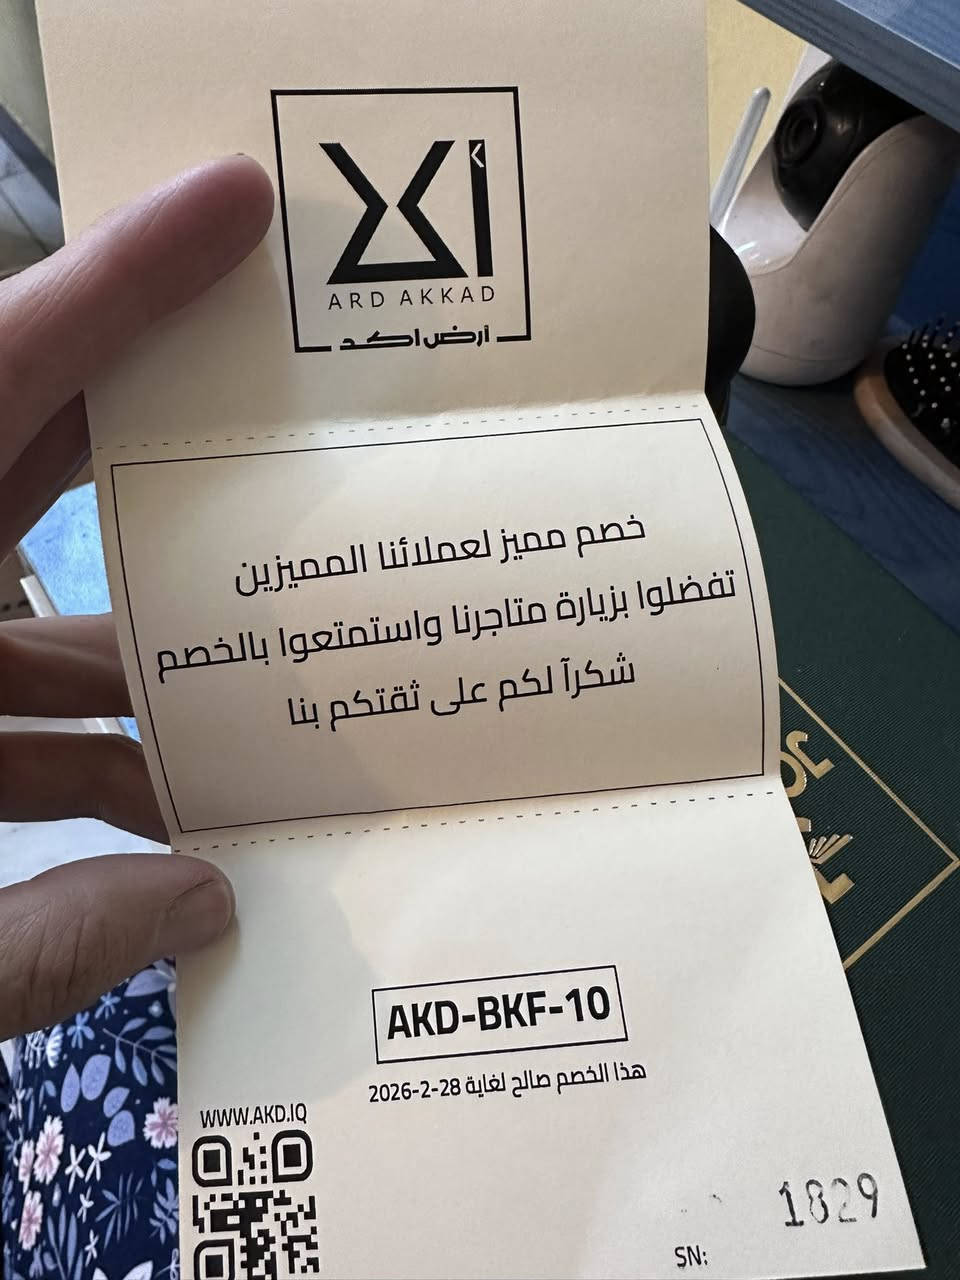 ARD AKKAD
أرض اكد
خصم مميز لعملائنا المميزين
تفضلوا بزيارة متاجرنا واستمتعوا بالخصم
شكرآ لكم على ثقتكم بنا
AKD-BKF-10
هذا الخصم صالح لغاية 28-2-2026
WWW.AKD.IQ
1829
SN: